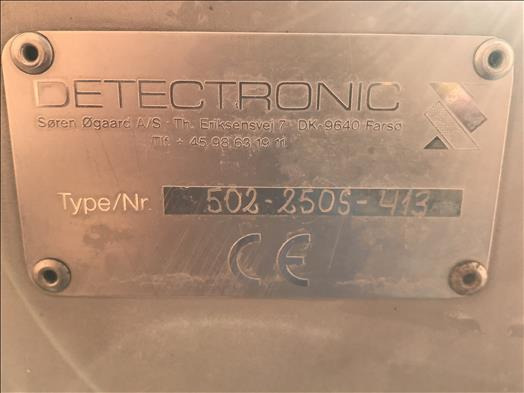 DETECTRONIC
Søren Øgaard A/S · Th. Eriksensvej 7 · DK-9640 Farsø
Tlf. + 45 98 63 19 11
Type/Nr. 502-250S-413
CE